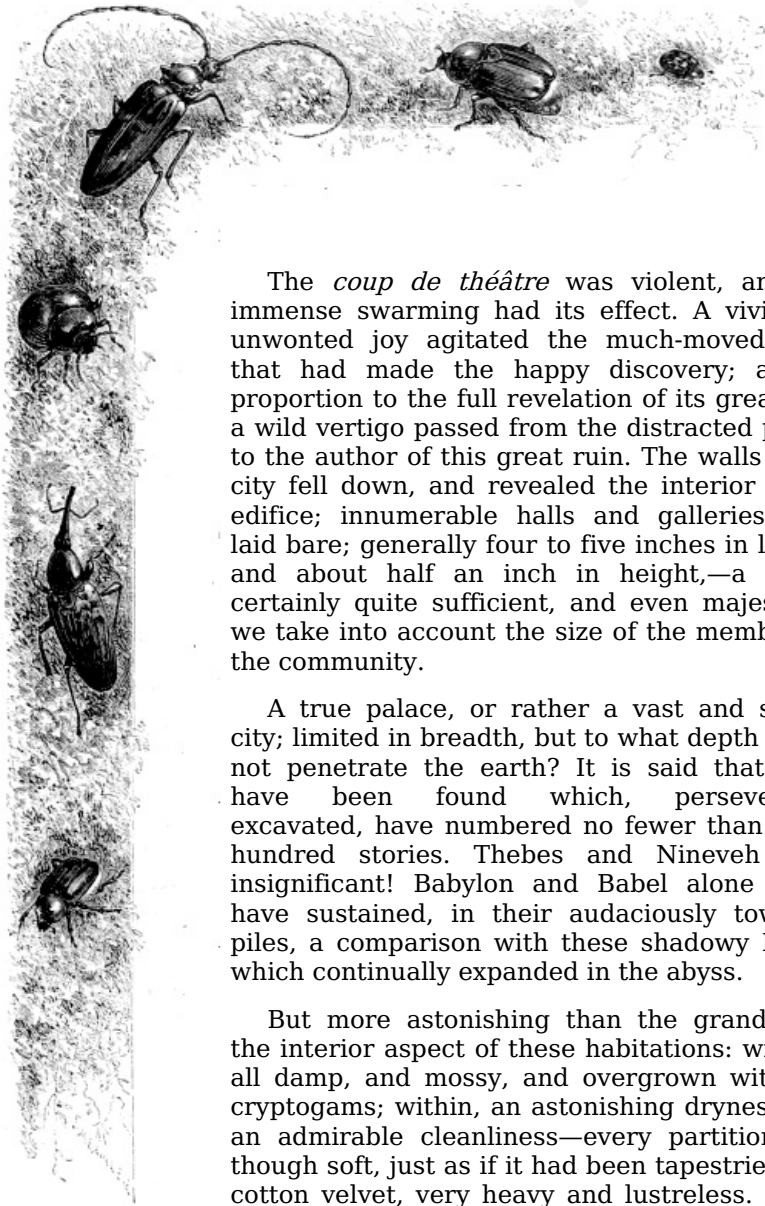 The coup de théâtre was violent, an
immense swarming had its effect. A vivi
unwonted joy agitated the much-moved
that had made the happy discovery; a
proportion to the full revelation of its grea
a wild vertigo passed from the distracted p
to the author of this great ruin. The walls
city fell down, and revealed the interior
edifice; innumerable halls and galleries
laid bare; generally four to five inches in l
and about half an inch in height,—a
certainly quite sufficient, and even majes
we take into account the size of the memb
the community.
A true palace, or rather a vast and s
city; limited in breadth, but to what depth
not penetrate the earth? It is said that
have been found which, perseve
excavated, have numbered no fewer than
hundred stories. Thebes and Nineveh
insignificant! Babylon and Babel alone
have sustained, in their audaciously tow
piles, a comparison with these shadowy
which continually expanded in the abyss.
But more astonishing than the grand
the interior aspect of these habitations: wi
all damp, and mossy, and overgrown wit
cryptogams; within, an astonishing drynes
an admirable cleanliness—every partition
though soft, just as if it had been tapestrie
cotton velvet, very heavy and lustreless.